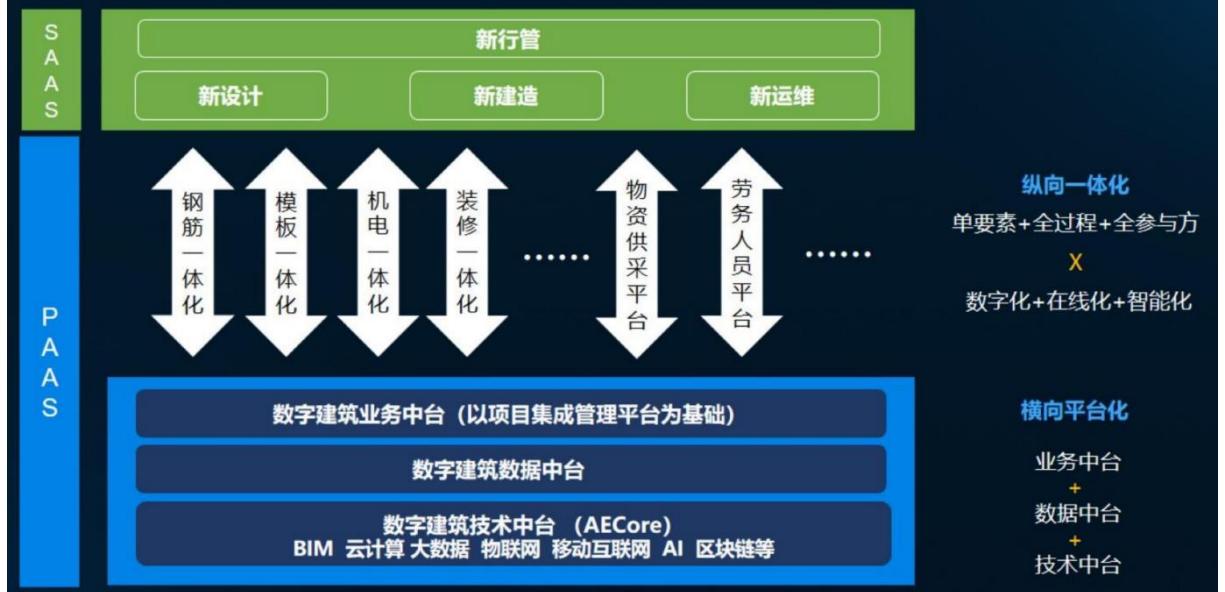 SAAS
新行管
新设计 新建造 新运维
PAAS
钢筋一体化
模板一体化
机电一体化
装修一体化
……
物资供采平台
劳务人员平台
……
纵向一体化
单要素+全过程+全参与方
X
数字化+在线化+智能化
数字建筑业务中台（以项目集成管理平台为基础）
数字建筑数据中台
数字建筑技术中台 （AECore）
BIM 云计算 大数据 物联网 移动互联网 AI 区块链等
横向平台化
业务中台
+
数据中台
+
技术中台